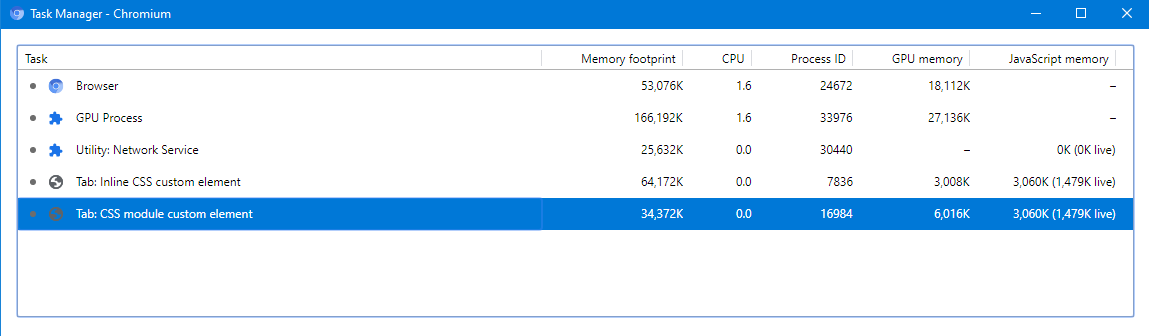 Task Manager - Chromium
Task Memory footprint CPU Process ID GPU memory JavaScript memory
Browser 53,076K 1.6 24672 18,112K –
GPU Process 166,192K 1.6 33976 27,136K –
Utility: Network Service 25,632K 0.0 30440 – 0K (0K live)
Tab: Inline CSS custom element 64,172K 0.0 7836 3,008K 3,060K (1,479K live)
Tab: CSS module custom element 34,372K 0.0 16984 6,016K 3,060K (1,479K live)